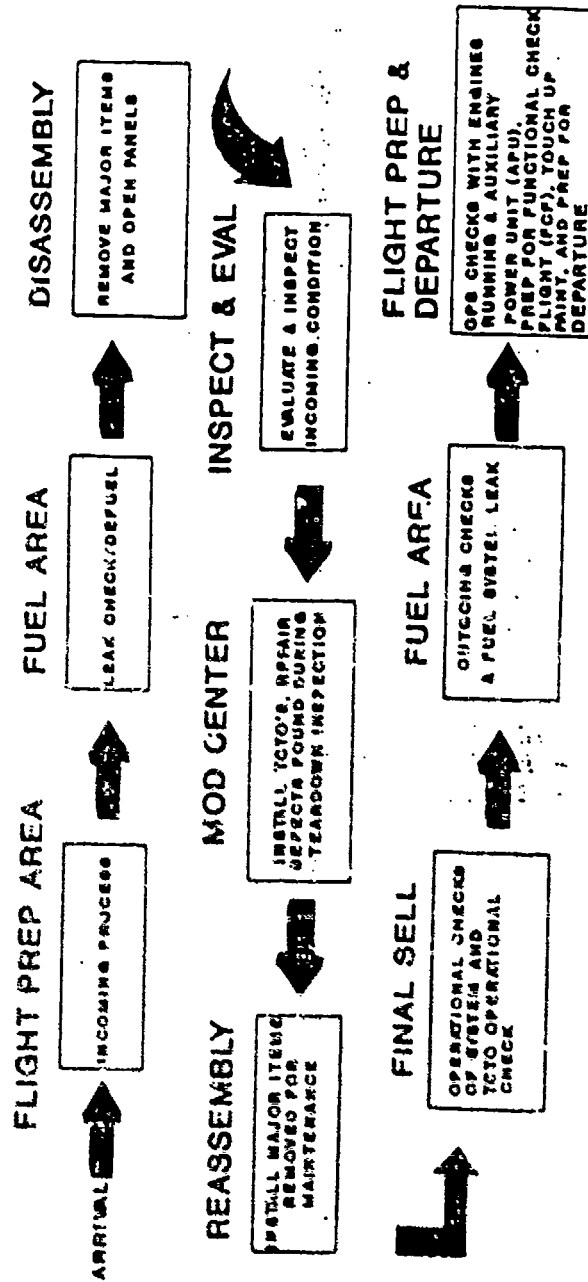 ARRIVAL
FLIGHT PREP AREA
INCOMING PROCESS
FUEL AREA
LEAK CHECK/DEFUEL
DISASSEMBLY
REMOVE MAJOR ITEMS
AND OPEN PANELS
INSPECT & EVAL
EVALUATE & INSPECT
INCOMING CONDITION
MOD CENTER
INSTALL TCTO'S, REPAIR
DEFECTS FOUND DURING
TEARDOWN INSPECTION
REASSEMBLY
INSTALL MAJOR ITEMS
REMOVED FOR
MAINTENANCE
FINAL SELL
OPERATIONAL CHECKS
OF SYSTEM AND
TCTO OPERATIONAL
CHECK
FUEL AREA
OUTGOING CHECKS
& FUEL SYSTEM LEAK
FLIGHT PREP &
DEPARTURE
OPS CHECKS WITH ENGINES
RUNNING & AUXILIARY
POWER UNIT (APU),
PREP FOR FUNCTIONAL CHECK
FLIGHT (FCF), TOUCH UP
PAINT, AND PREP FOR
DEPARTURE